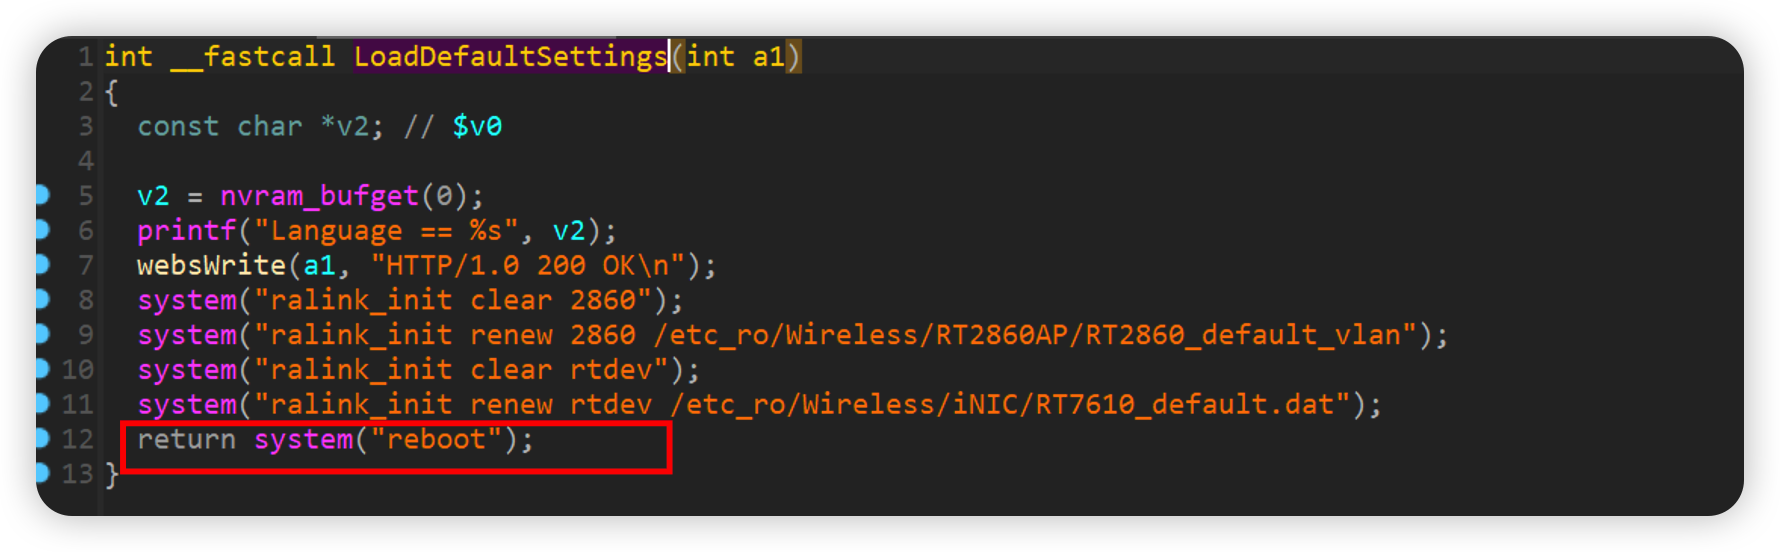 1 int __fastcall LoadDefaultSettings(int a1)
2 {
3 const char *v2; // $v0
4
5 v2 = nvram_bufget(0);
6 printf("Language == %s", v2);
7 websWrite(a1, "HTTP/1.0 200 OK\n");
8 system("ralink_init clear 2860");
9 system("ralink_init renew 2860 /etc_ro/Wireless/RT2860AP/RT2860_default_vlan");
10 system("ralink_init clear rtdev");
11 system("ralink_init renew rtdev /etc_ro/Wireless/iNIC/RT7610_default.dat");
12 return system("reboot");
13 }